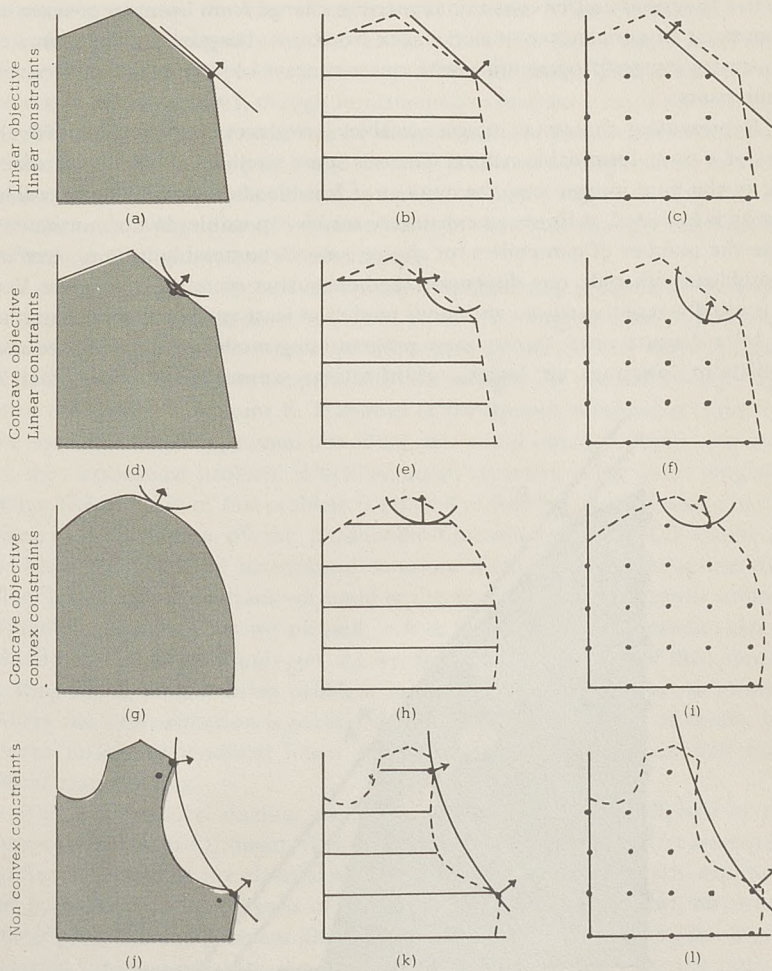 Linear objective
linear constraints
(a)
(b)
(c)
Concave objective
Linear constraints
(d)
(e)
(f)
Concave objective
convex constraints
(g)
(h)
(i)
Non convex constraints
(j)
(k)
(l)